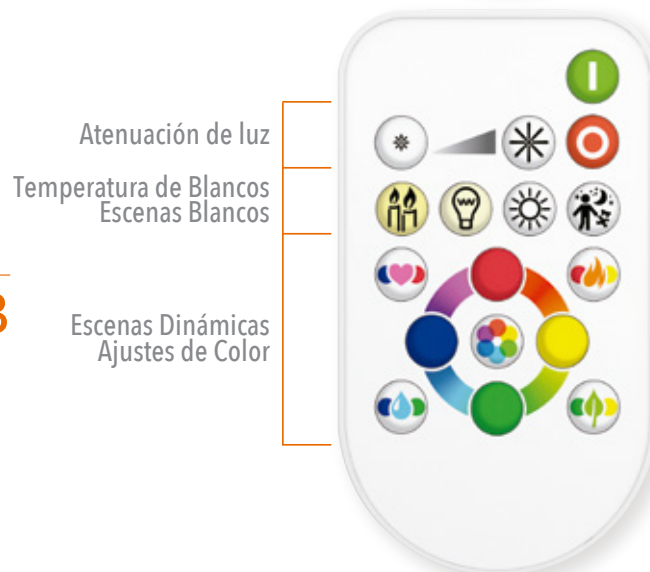 Atenuación de luz
Temperatura de Blancos
Escenas Blancos
Escenas Dinámicas
Ajustes de Color